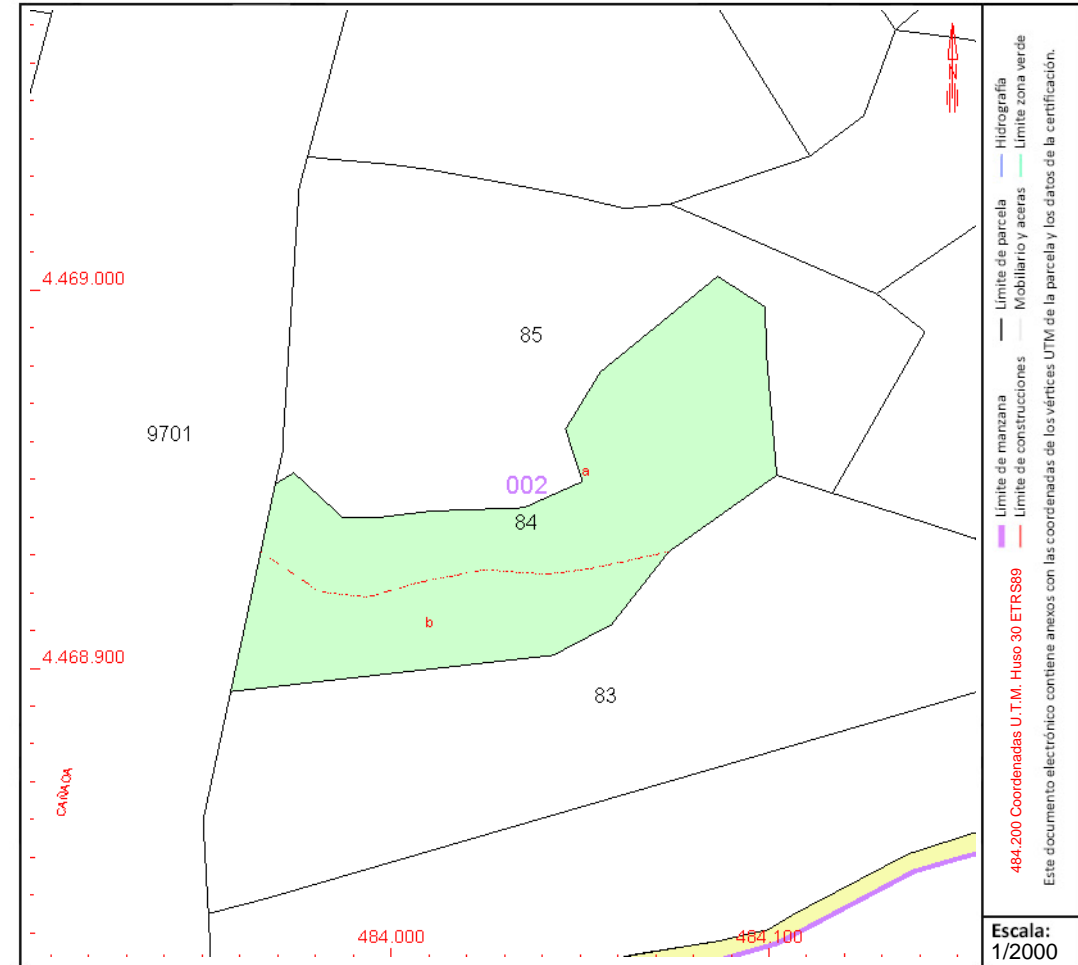 N
4.469.000
85
9701
a
002
84
b
4.468.900
83
CAÑADA
484.000
484.100
Límite de manzana
Límite de parcela
Hidrografía
Límite de construcciones
Mobiliario y aceras
Límite zona verde
484.200 Coordenadas U.T.M. Huso 30 ETRS89
Este documento electrónico contiene anexos con las coordenadas de los vértices UTM de la parcela y los datos de la certificación.
Escala:
1/2000